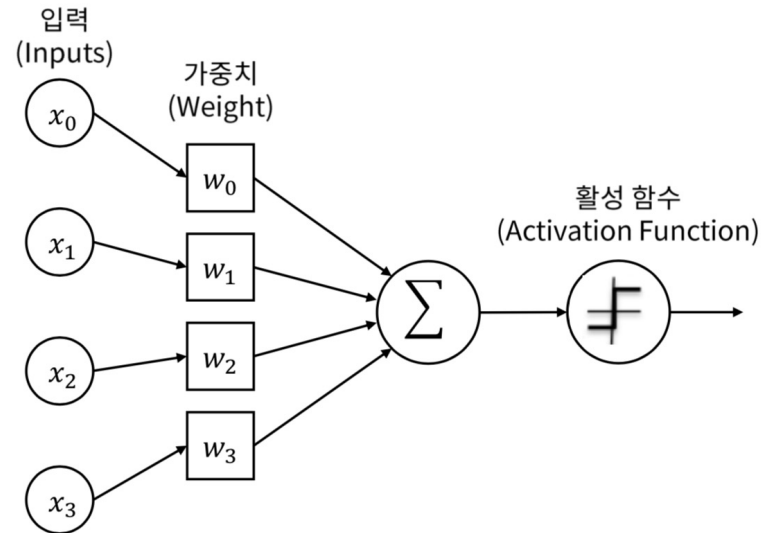 입력
(Inputs)
가중치
(Weight)
x₀
w₀
활성 함수
(Activation Function)
x₁
w₁
∑
x₂
w₂
w₃
x₃